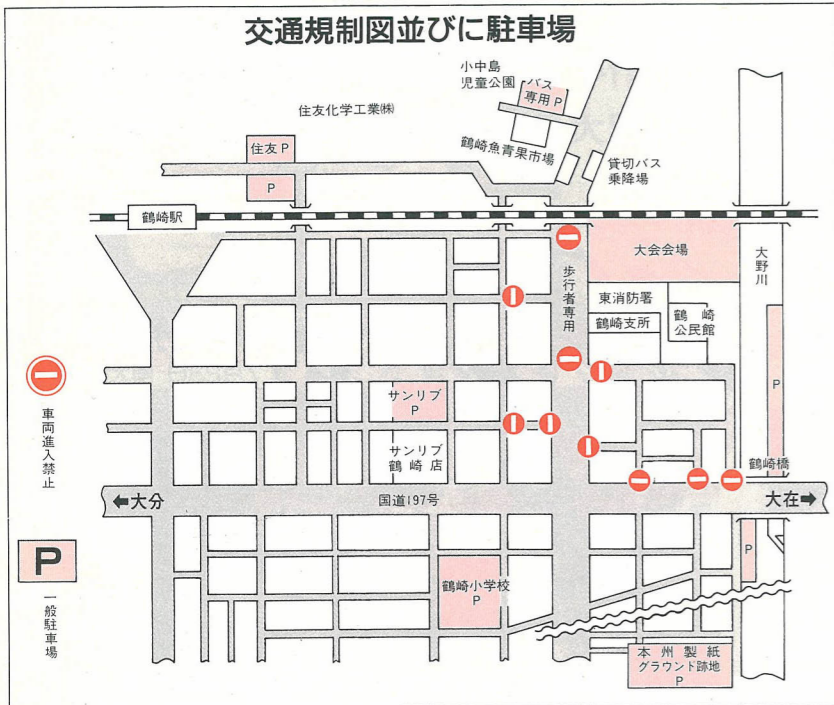 交通規制図並びに駐車場
小中島
児童公園
バス
専用 P
住友化学工業㈱
住友 P
P
鶴崎魚青果市場
貸切バス
乗降場
鶴崎駅
大会会場
大野川
歩行者専用
東消防署
鶴崎支所
鶴崎
公民館
P
サンリブ
P
サンリブ
鶴崎店
車両進入禁止
鶴崎橋
←大分
国道197号
大在→
P
一般駐車場
鶴崎小学校
P
P
本州製紙
グラウンド跡地
P